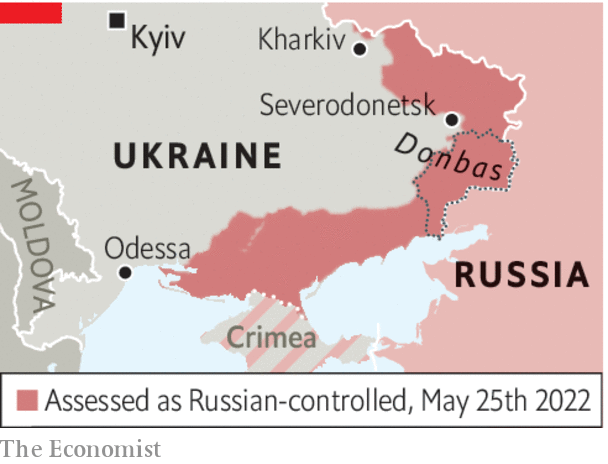 Kyiv
Kharkiv
Severodonetsk
Donbas
UKRAINE
MOLDOVA
Odessa
RUSSIA
Crimea
Assessed as Russian-controlled, May 25th 2022
The Economist